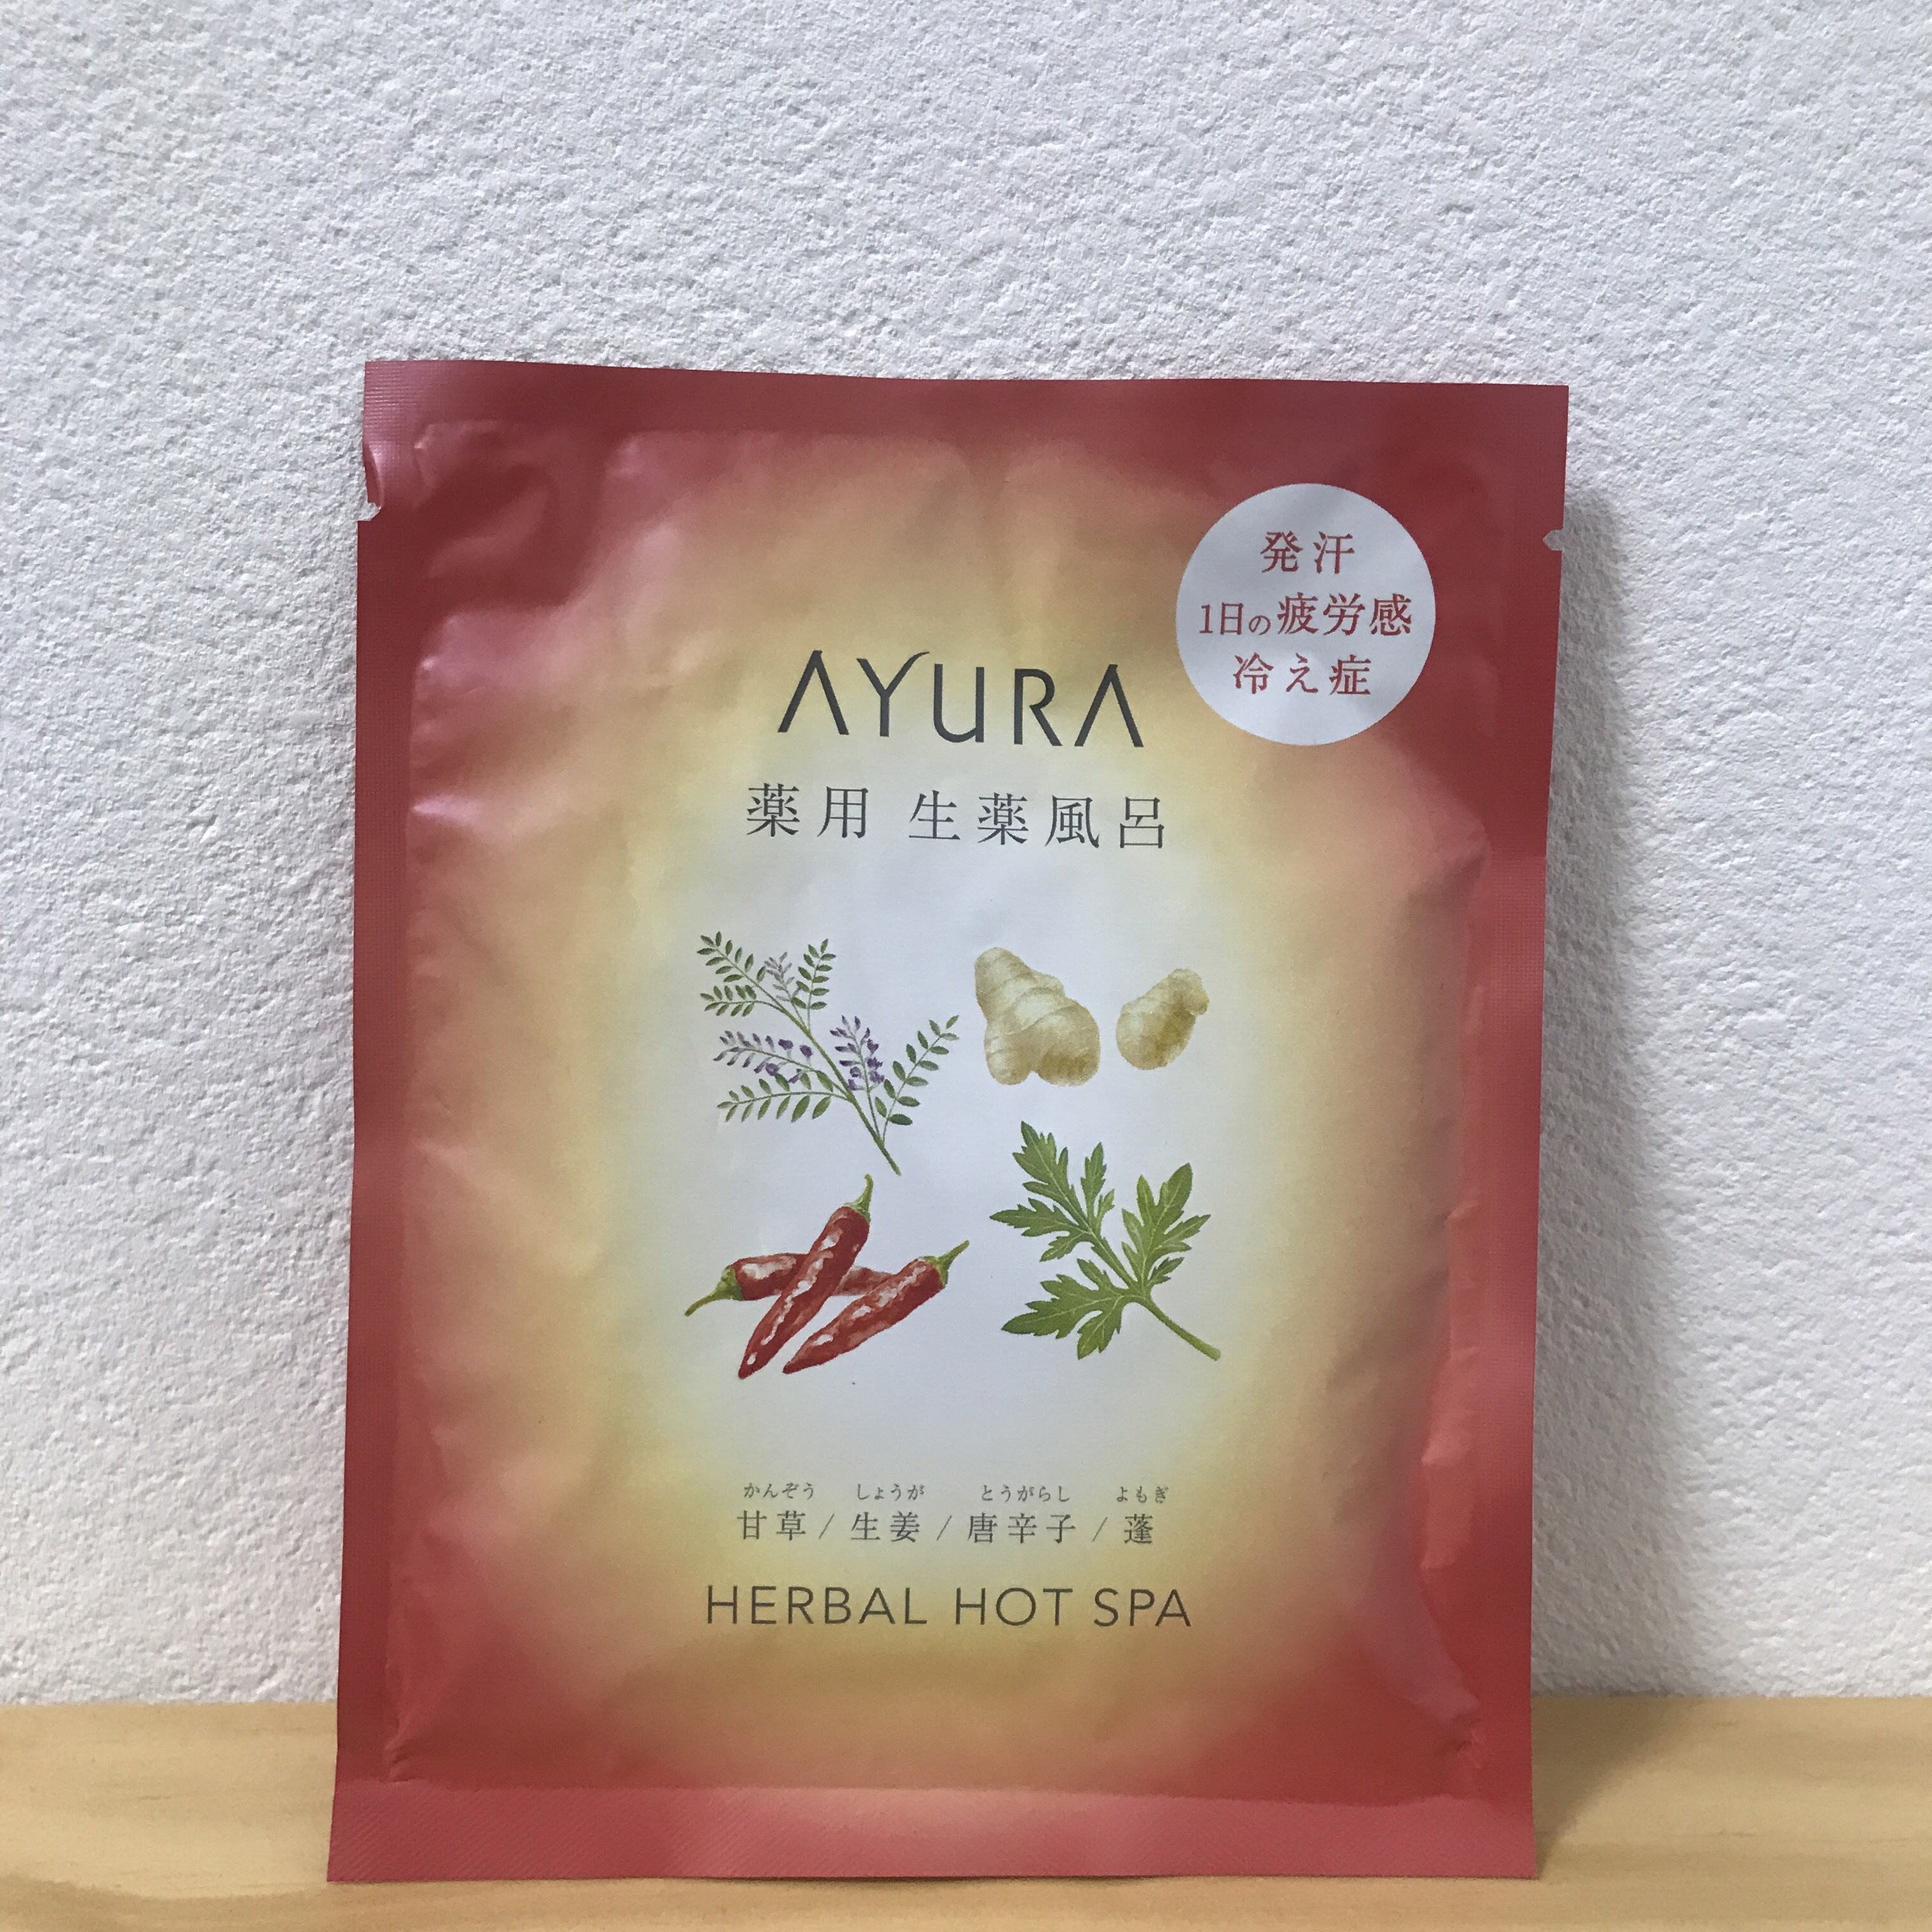 発汗
1日の疲労感
冷え症
AYURA
薬用 生薬風呂
かんぞう しょうが とうがらし よもぎ
甘草 / 生姜 / 唐辛子 / 蓬
HERBAL HOT SPA